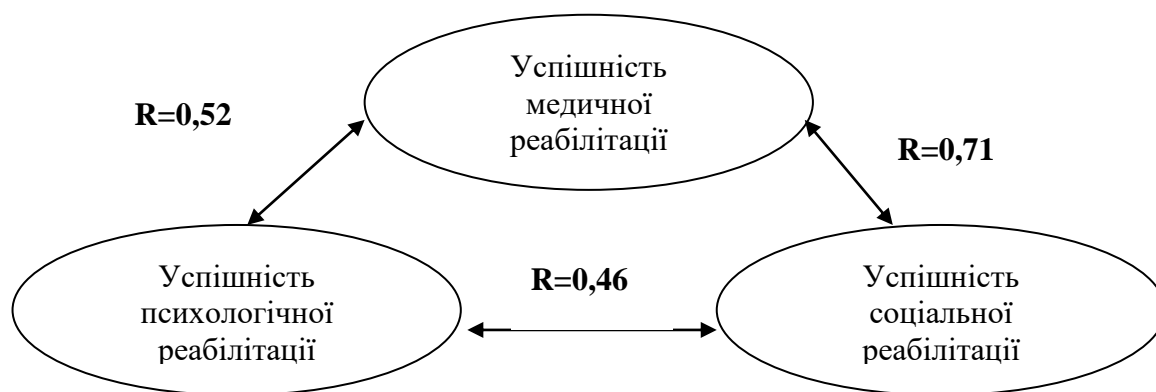 Успішність
медичної
реабілітації
R=0,52
R=0,71
Успішність
психологічної
реабілітації
R=0,46
Успішність
соціальної
реабілітації